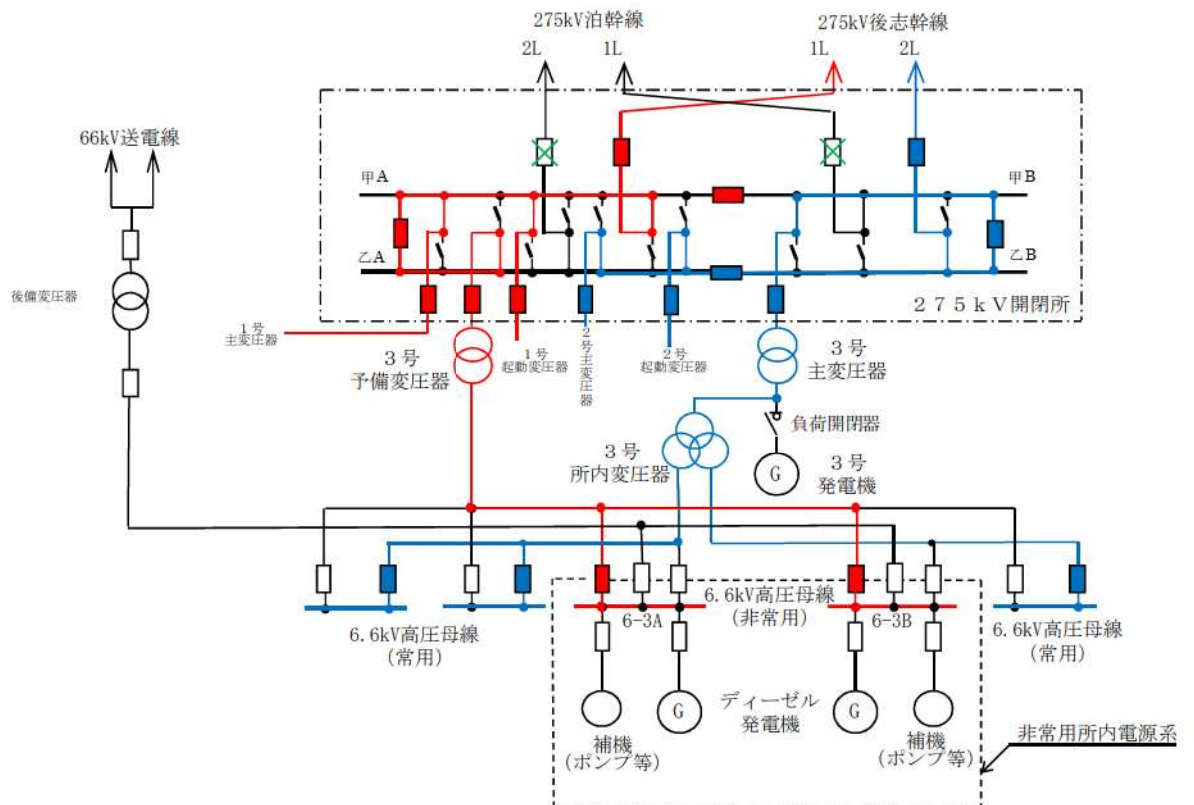 275kV泊幹線
275kV後志幹線
2L
1L
1L
2L
66kV送電線
甲A
甲B
乙A
乙B
275kV開閉所
後備変圧器
1号
主変圧器
3号
予備変圧器
1号
起動変圧器
2号主変圧器
2号
起動変圧器
3号
主変圧器
負荷開閉器
3号
所内変圧器
G
3号
発電機
6.6kV高圧母線
(常用)
6-3A
6.6kV高圧母線
(非常用)
6-3B
6.6kV高圧母線
(常用)
G
ディーゼル
発電機
G
補機
(ポンプ等)
補機
(ポンプ等)
非常用所内電源系